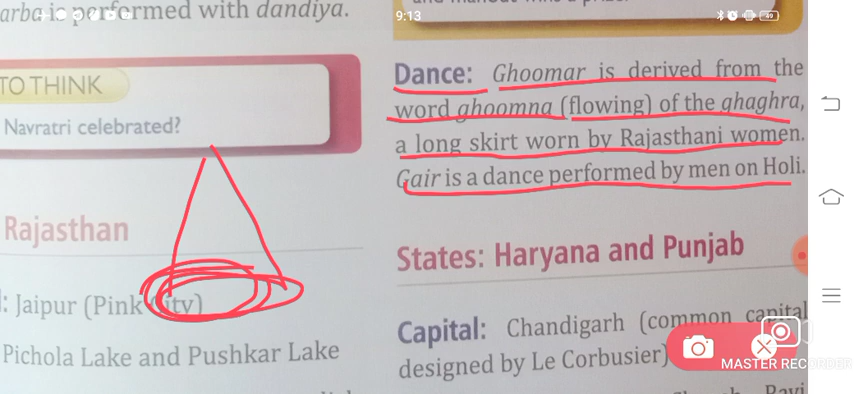 arba is performed with dandiya.
9:13
49
TO THINK
Navratri celebrated?
Rajasthan
: Jaipur (Pink City)
Pichola Lake and Pushkar Lake
Dance: Ghoomar is derived from the
word ghoomna (flowing) of the ghaghra,
a long skirt worn by Rajasthani women.
Gair is a dance performed by men on Holi.
States: Haryana and Punjab
Capital: Chandigarh (common capital
designed by Le Corbusier)
MASTER RECORDER
Ravi